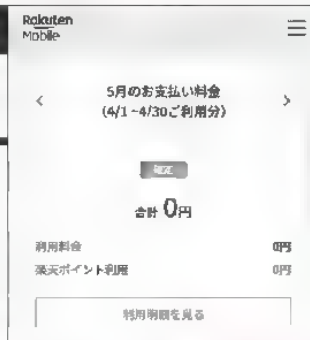 Rakuten
Mobile
5月のお支払い料金
(4/1~4/30ご利用分)
確定
合計 0円
利用料金 0円
楽天ポイント利用 0円
利用明細を見る